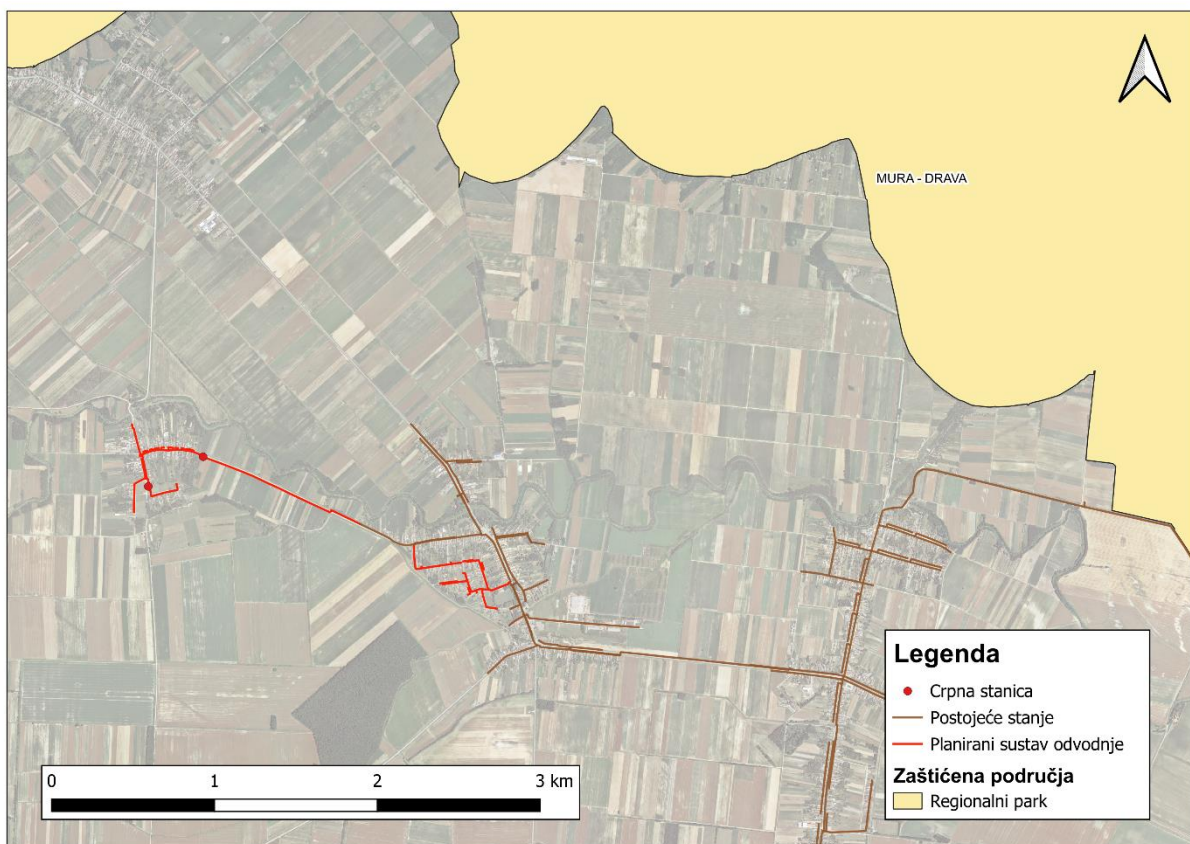 MURA - DRAVA
Legenda
Crpna stanica
Postojeće stanje
Planirani sustav odvodnje
Zaštićena područja
Regionalni park
0 1 2 3 km